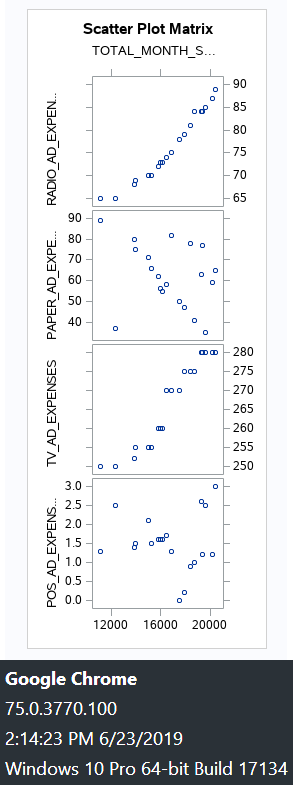 Scatter Plot Matrix
TOTAL_MONTH_S...
RADIO_AD_EXPEN...
90
85
80
75
70
65
PAPER_AD_EXPE...
90
80
70
60
50
40
TV_AD_EXPENSES
280
275
270
265
260
255
250
POS_AD_EXPENS...
3.0
2.5
2.0
1.5
1.0
0.5
0.0
12000 16000 20000
Google Chrome
75.0.3770.100
2:14:23 PM 6/23/2019
Windows 10 Pro 64-bit Build 17134